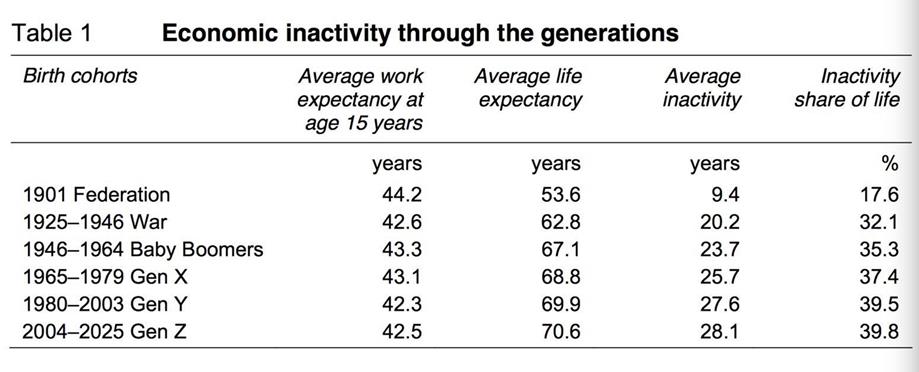 Table 1 Economic inactivity through the generations
Birth cohorts Average work expectancy at age 15 years Average life expectancy Average inactivity Inactivity share of life
years years years %
1901 Federation 44.2 53.6 9.4 17.6
1925–1946 War 42.6 62.8 20.2 32.1
1946–1964 Baby Boomers 43.3 67.1 23.7 35.3
1965–1979 Gen X 43.1 68.8 25.7 37.4
1980–2003 Gen Y 42.3 69.9 27.6 39.5
2004–2025 Gen Z 42.5 70.6 28.1 39.8